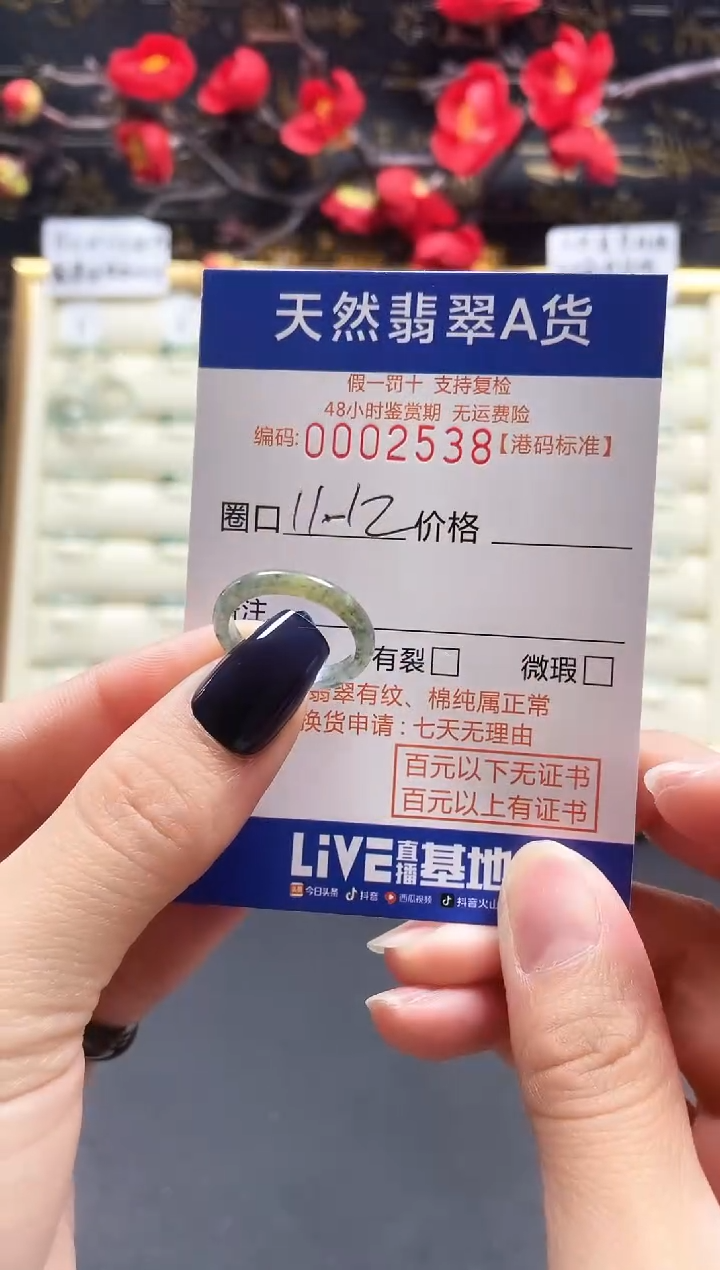 天然翡翠A货
假一罚十 支持复检
48小时鉴赏期 无运费险
编码:0002538【港码标准】
圈口 11-12 价格
注
有裂□ 微瑕□
翡翠有纹、棉纯属正常
换货申请：七天无理由
百元以下无证书
百元以上有证书
LiVE直播基地
今日头条 抖音 西瓜视频 抖音火山